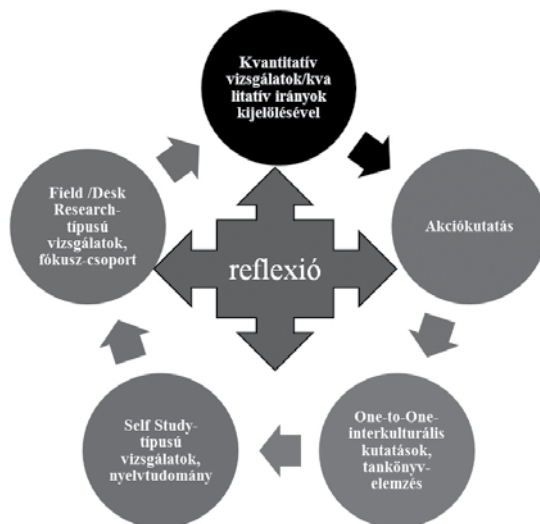 Kvantitatív
vizsgálatok/kva
litatív irányok
kijelölésével
Akciókutatás
One-to-One-
interkulturális
kutatások,
tankönyv-
elemzés
Self Study-
típusú
vizsgálatok,
nyelvtudomány
Field /Desk
Research-
típusú
vizsgálatok,
fókusz-csoport
reflexió